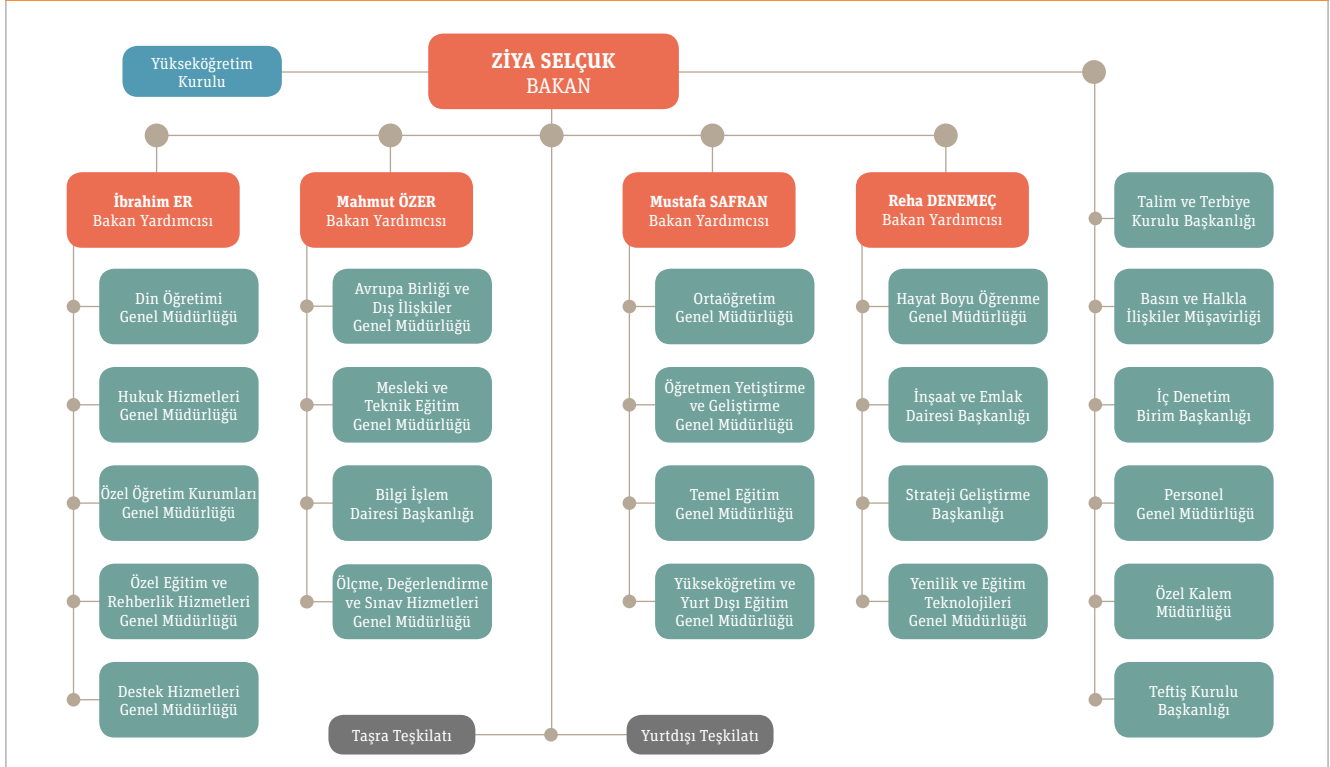 Yükseköğretim
Kurulu
ZİYA SELÇUK
BAKAN
İbrahim ER
Bakan Yardımcısı
Din Öğretimi
Genel Müdürlüğü
Hukuk Hizmetleri
Genel Müdürlüğü
Özel Öğretim Kurumları
Genel Müdürlüğü
Özel Eğitim ve
Rehberlik Hizmetleri
Genel Müdürlüğü
Destek Hizmetleri
Genel Müdürlüğü
Mahmut ÖZER
Bakan Yardımcısı
Avrupa Birliği ve
Dış İlişkiler
Genel Müdürlüğü
Mesleki ve
Teknik Eğitim
Genel Müdürlüğü
Bilgi İşlem
Dairesi Başkanlığı
Ölçme, Değerlendirme
ve Sınav Hizmetleri
Genel Müdürlüğü
Mustafa SAFRAN
Bakan Yardımcısı
Ortaöğretim
Genel Müdürlüğü
Öğretmen Yetiştirme
ve Geliştirme
Genel Müdürlüğü
Temel Eğitim
Genel Müdürlüğü
Yükseköğretim ve
Yurt Dışı Eğitim
Genel Müdürlüğü
Reha DENEMEÇ
Bakan Yardımcısı
Hayat Boyu Öğrenme
Genel Müdürlüğü
İnşaat ve Emlak
Dairesi Başkanlığı
Strateji Geliştirme
Başkanlığı
Yenilik ve Eğitim
Teknolojileri
Genel Müdürlüğü
Talim ve Terbiye
Kurulu Başkanlığı
Basın ve Halkla
İlişkiler Müşavirliği
İç Denetim
Birim Başkanlığı
Personel
Genel Müdürlüğü
Özel Kalem
Müdürlüğü
Teftiş Kurulu
Başkanlığı
Taşra Teşkilatı
Yurtdışı Teşkilatı